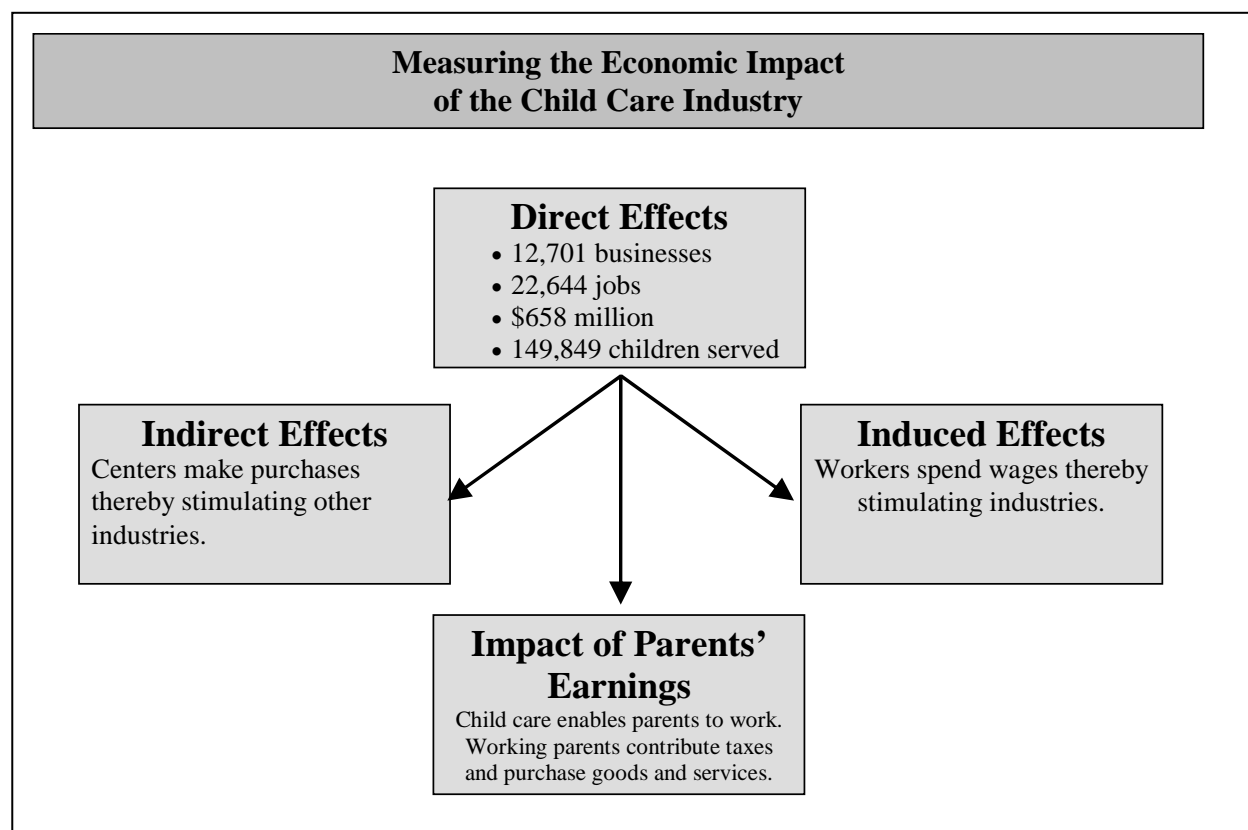 Measuring the Economic Impact
of the Child Care Industry
Direct Effects
• 12,701 businesses
• 22,644 jobs
• $658 million
• 149,849 children served
Indirect Effects
Centers make purchases
thereby stimulating other
industries.
Induced Effects
Workers spend wages thereby
stimulating industries.
Impact of Parents’
Earnings
Child care enables parents to work.
Working parents contribute taxes
and purchase goods and services.